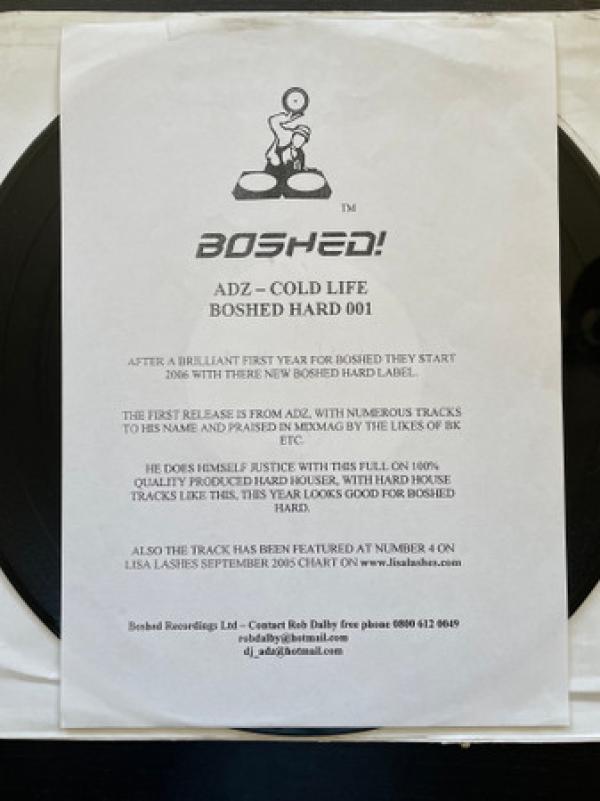 TM
BOSHED!
ADZ – COLD LIFE
BOSHED HARD 001
AFTER A BRILLIANT FIRST YEAR FOR BOSHED THEY START
2006 WITH THERE NEW BOSHED HARD LABEL.
THE FIRST RELEASE IS FROM ADZ, WITH NUMEROUS TRACKS
TO HIS NAME AND PRAISED IN MIXMAG BY THE LIKES OF BK
ETC.
HE DOES HIMSELF JUSTICE WITH THIS FULL ON 100%
QUALITY PRODUCED HARD HOUSER, WITH HARD HOUSE
TRACKS LIKE THIS, THIS YEAR LOOKS GOOD FOR BOSHED
HARD.
ALSO THE TRACK HAS BEEN FEATURED AT NUMBER 4 ON
LISA LASHES SEPTEMBER 2005 CHART ON www.lisalashes.com
Boshed Recordings Ltd – Contact Rob Dalby free phone 0800 612 0049
robdalby@hotmail.com
dj_adz@hotmail.com